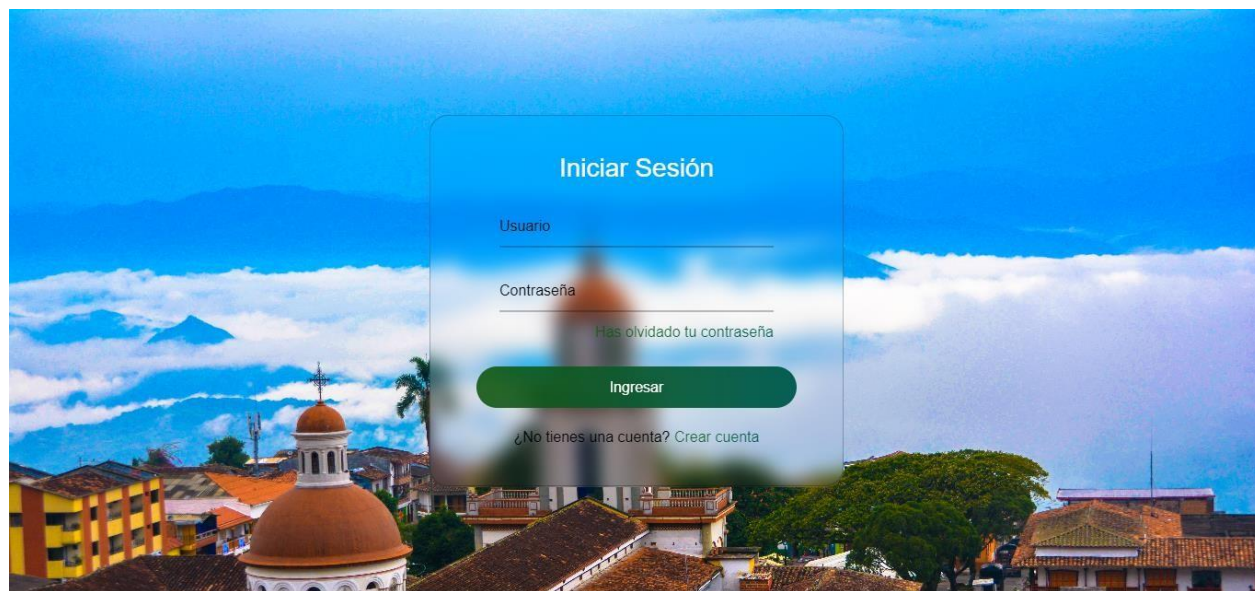 Iniciar Sesión
Usuario
Contraseña
Has olvidado tu contraseña
Ingresar
¿No tienes una cuenta? Crear cuenta